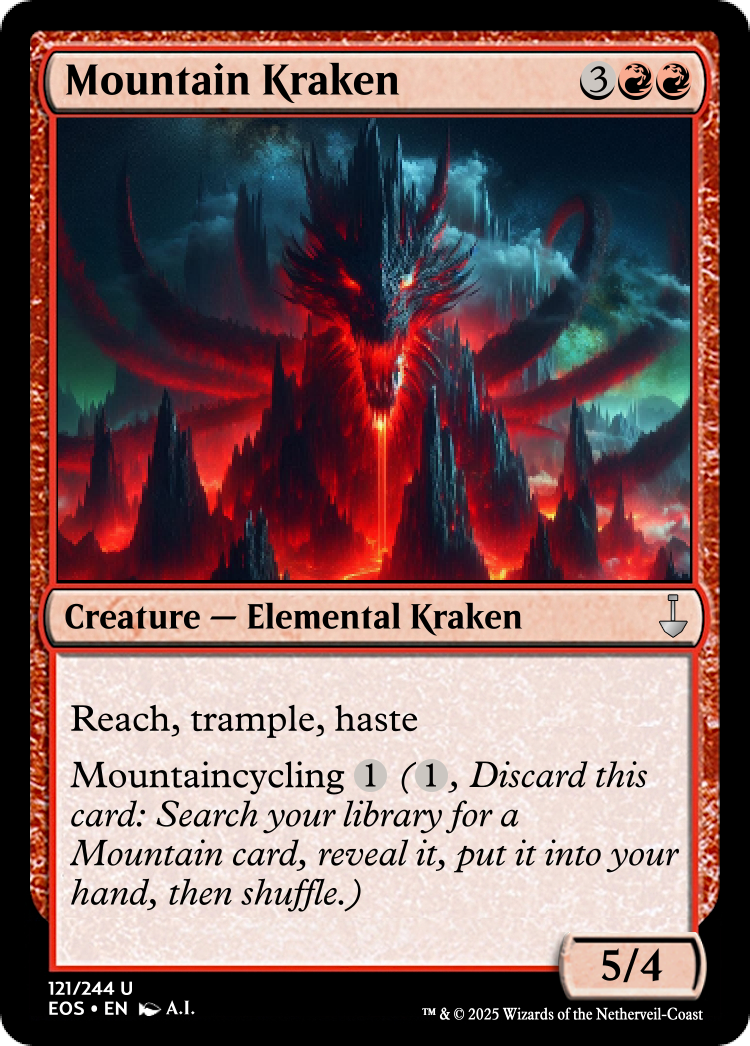 Mountain Kraken 3
Creature — Elemental Kraken
Reach, trample, haste
Mountaincycling 1 (1, Discard this
card: Search your library for a
Mountain card, reveal it, put it into your
hand, then shuffle.)
5/4
121/244 U
EOS • EN A.I.
™ & © 2025 Wizards of the Netherveil-Coast